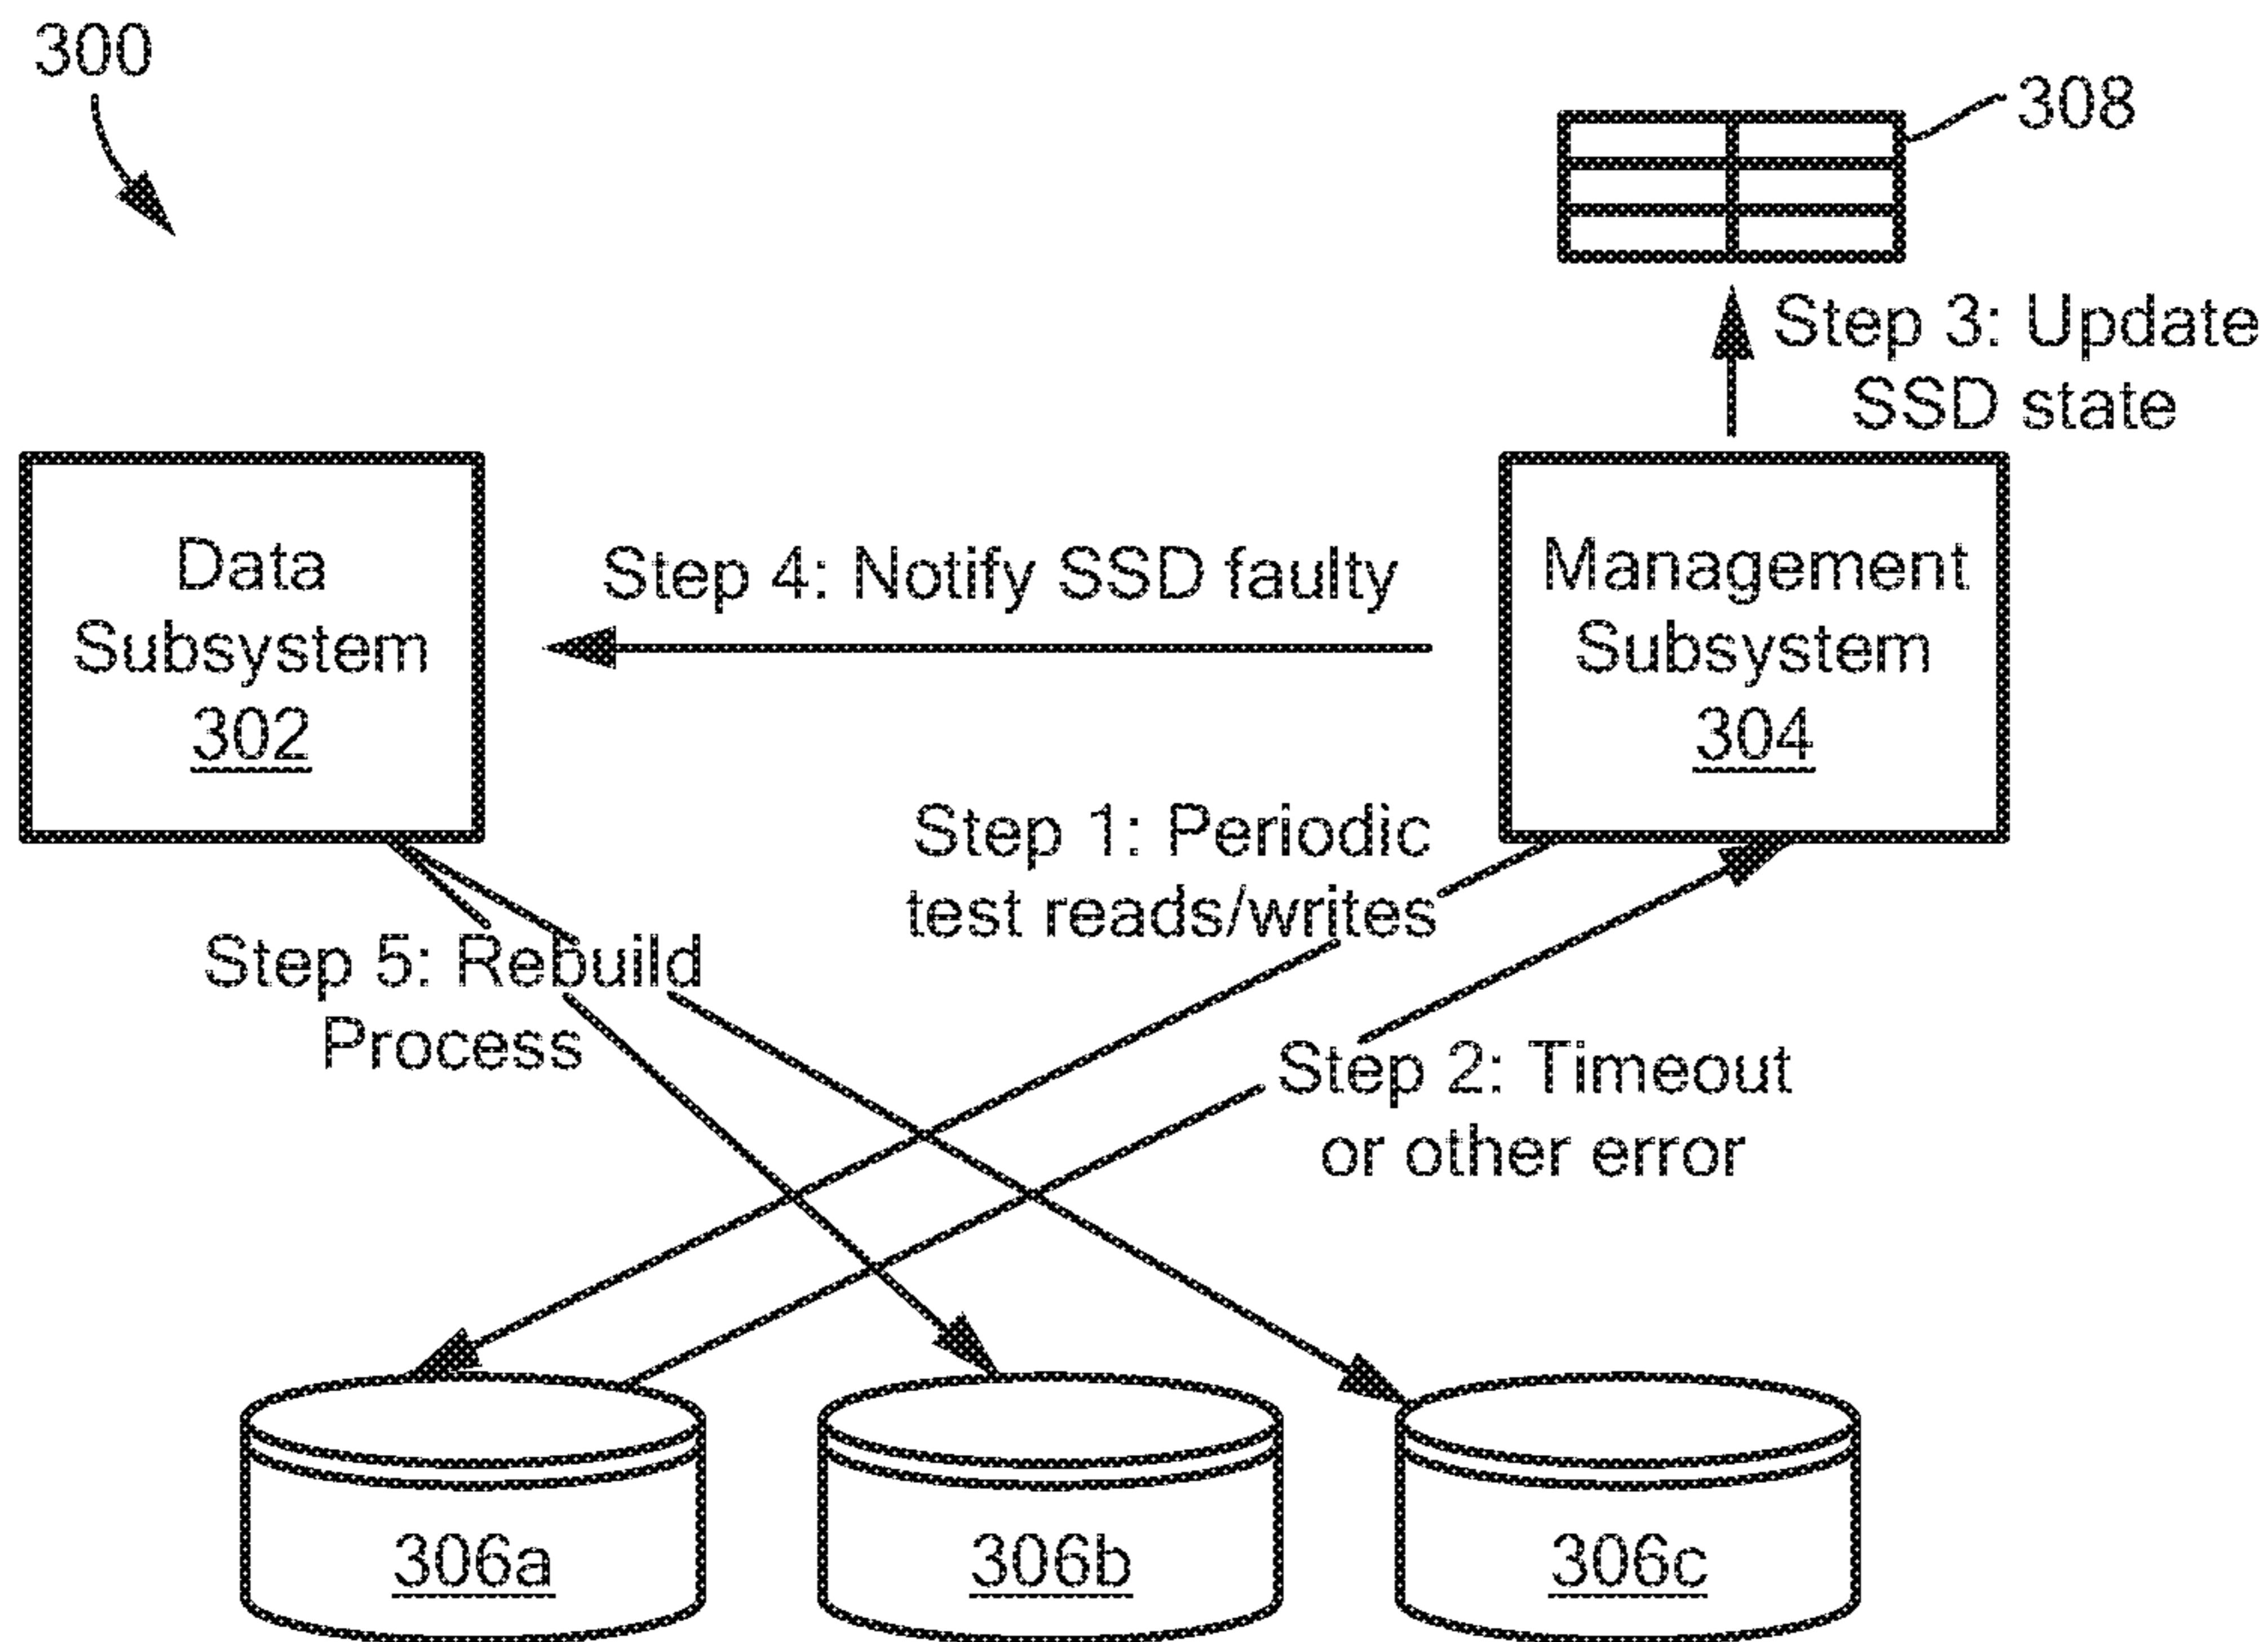 300
308
Step 3: Update
SSD state
Data
Subsystem
302
Step 4: Notify SSD faulty
Management
Subsystem
304
Step 1: Periodic
test reads/writes
Step 5: Rebuild
Process
Step 2: Timeout
or other error
306a
306b
306c